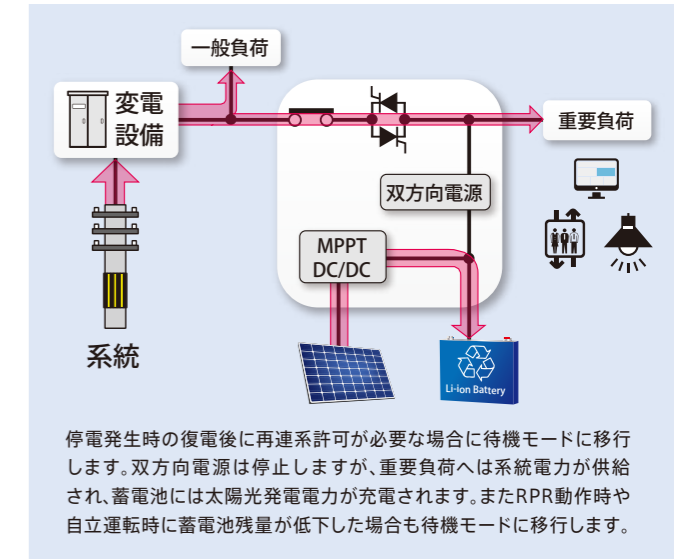 一般負荷
変電
設備
重要負荷
双方向電源
MPPT
DC/DC
系統
Li-ion Battery
停電発生時の復電後に再連系許可が必要な場合に待機モードに移行
します。双方向電源は停止しますが、重要負荷へは系統電力が供給
され、蓄電池には太陽光発電電力が充電されます。またRPR動作時や
自立運転時に蓄電池残量が低下した場合も待機モードに移行します。